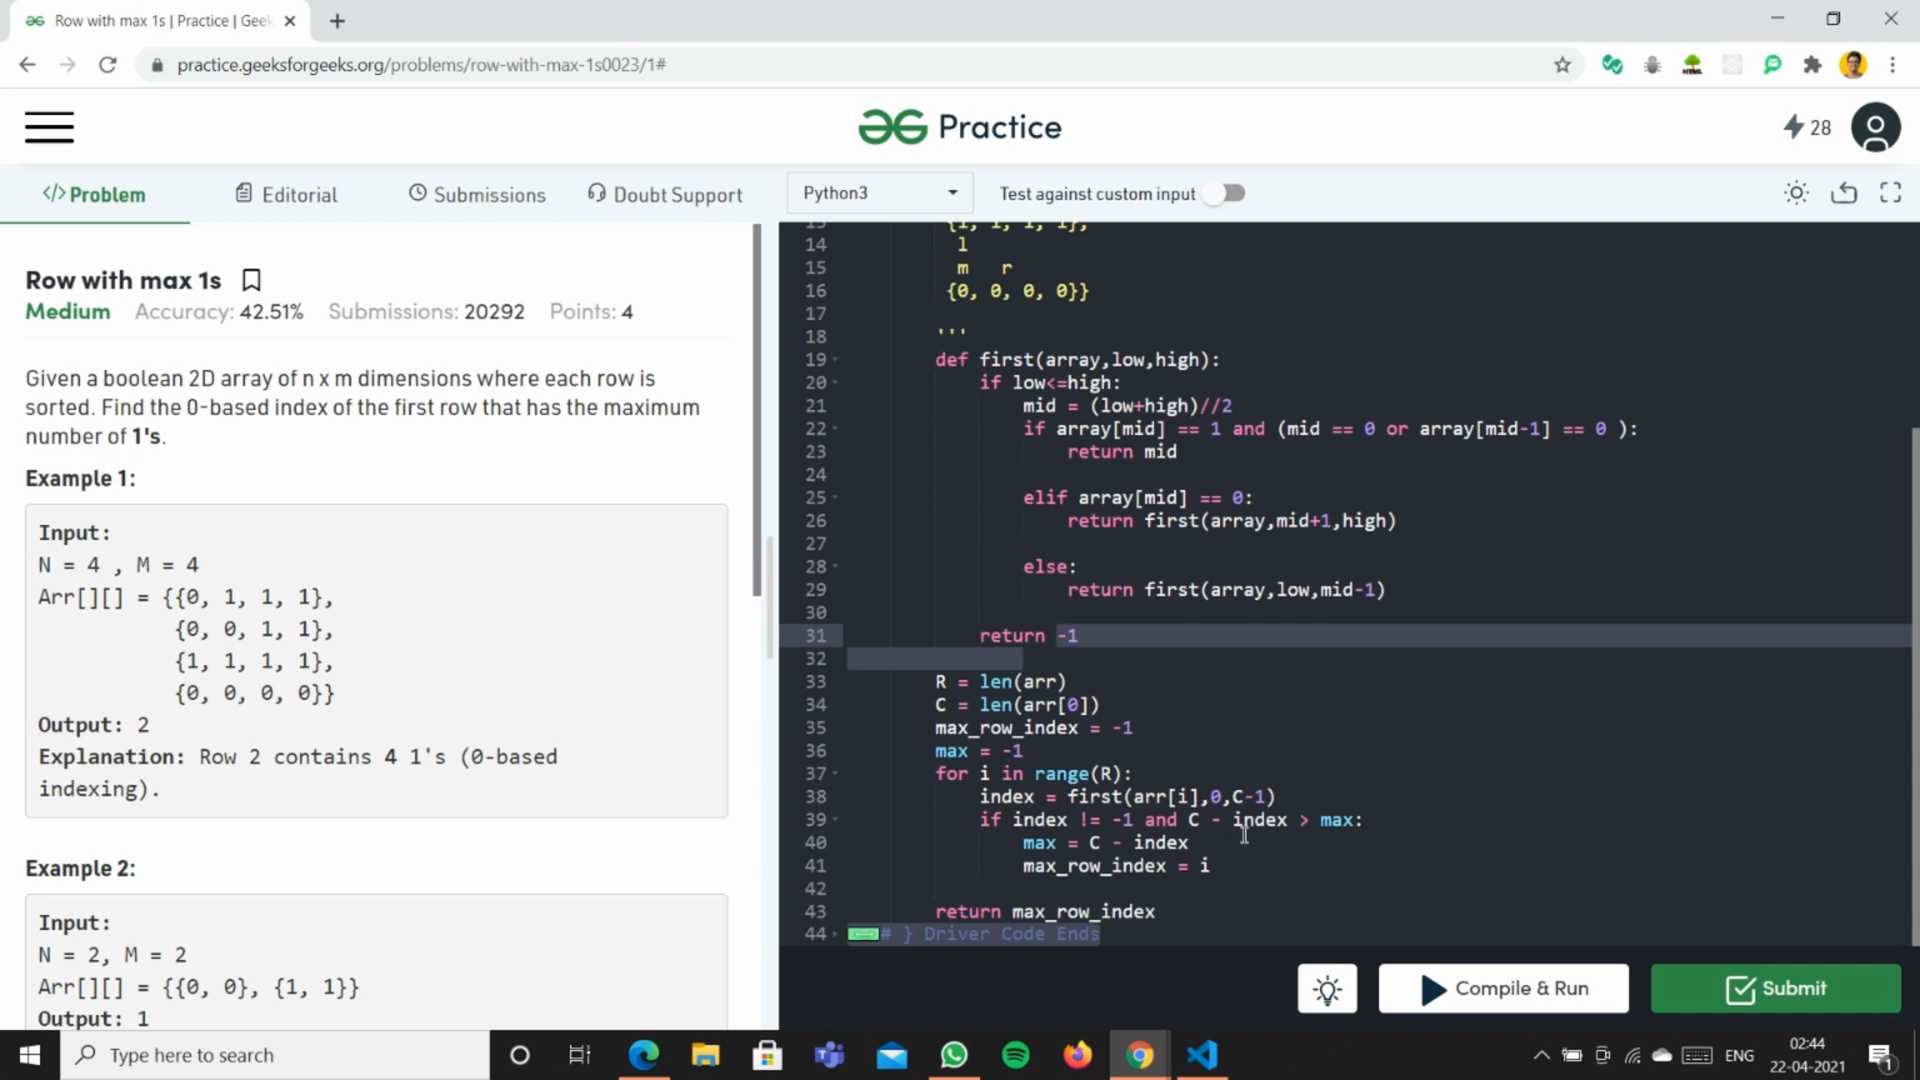 Row with max 1s | Practice | Geek
practice.geeksforgeeks.org/problems/row-with-max-1s0023/1#
Practice
28
</> Problem
Editorial
Submissions
Doubt Support
Python3
Test against custom input
Row with max 1s
Medium Accuracy: 42.51% Submissions: 20292 Points: 4
Given a boolean 2D array of n x m dimensions where each row is
sorted. Find the 0-based index of the first row that has the maximum
number of 1's.
Example 1:
Input:
N = 4 , M = 4
Arr[][] = {{0, 1, 1, 1},
{0, 0, 1, 1},
{1, 1, 1, 1},
{0, 0, 0, 0}}
Output: 2
Explanation: Row 2 contains 4 1's (0-based
indexing).
Example 2:
Input:
N = 2, M = 2
Arr[][] = {{0, 0}, {1, 1}}
Output: 1
13 {1, 1, 1, 1},
14 l
15 m r
16 {0, 0, 0, 0}}
17
18 '''
19 def first(array,low,high):
20 if low<=high:
21 mid = (low+high)//2
22 if array[mid] == 1 and (mid == 0 or array[mid-1] == 0 ):
23 return mid
24
25 elif array[mid] == 0:
26 return first(array,mid+1,high)
27
28 else:
29 return first(array,low,mid-1)
30
31 return -1
32
33 R = len(arr)
34 C = len(arr[0])
35 max_row_index = -1
36 max = -1
37 for i in range(R):
38 index = first(arr[i],0,C-1)
39 if index != -1 and C - index > max:
40 max = C - index
41 max_row_index = i
42
43 return max_row_index
44 # } Driver Code Ends
Compile & Run
Submit
Type here to search
ENG
02:44
22-04-2021
1